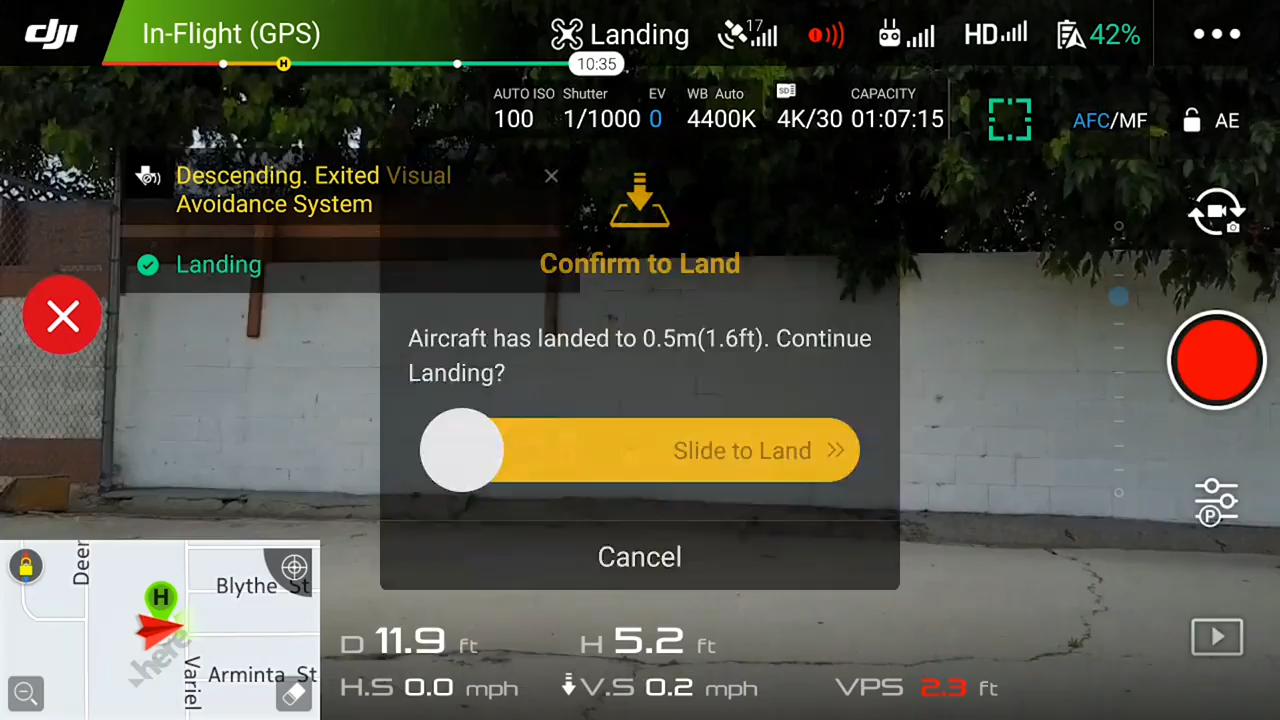 dji
In-Flight (GPS)
Landing
17
HD
42%
H
10:35
AUTO ISO
100
Shutter
1/1000
EV
0
WB Auto
4400K
SD
4K/30
CAPACITY
01:07:15
AFC/MF
AE
Descending. Exited Visual
Avoidance System
Landing
Confirm to Land
Aircraft has landed to 0.5m(1.6ft). Continue
Landing?
Slide to Land
Cancel
P
Deer
Blythe St
H
here
Arminta St
Variel
D 11.9 ft
H 5.2 ft
H.S 0.0 mph
V.S 0.2 mph
VPS 2.3 ft